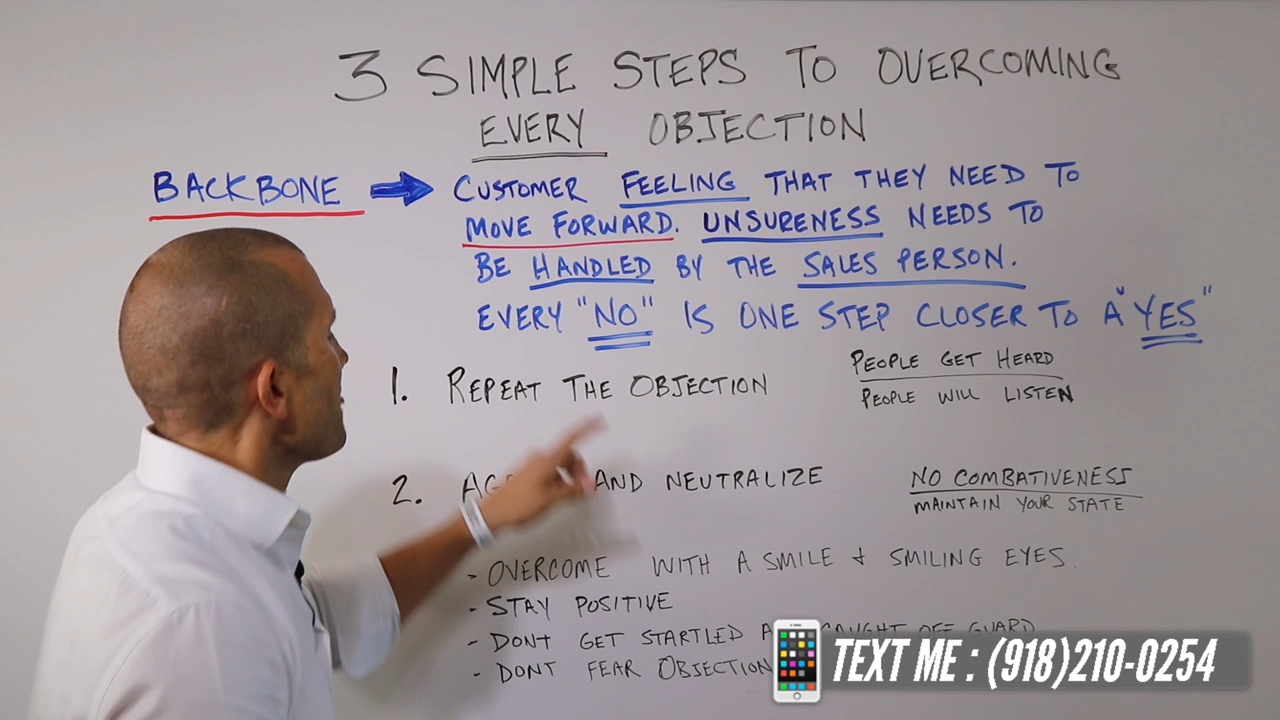 3 SIMPLE STEPS TO OVERCOMING
EVERY OBJECTION
BACKBONE
CUSTOMER FEELING THAT THEY NEED TO
MOVE FORWARD. UNSURENESS NEEDS TO
BE HANDLED BY THE SALES PERSON.
EVERY "NO" IS ONE STEP CLOSER TO A "YES"
1. REPEAT THE OBJECTION
PEOPLE GET HEARD
PEOPLE WILL LISTEN
2. AND NEUTRALIZE
NO COMBATIVENESS
MAINTAIN YOUR STATE
- OVERCOME WITH A SMILE + SMILING EYES.
- STAY POSITIVE
- DONT GET STARTLED CAUGHT OFF GUARD
- DONT FEAR OBJECTION
TEXT ME : (918)210-0254